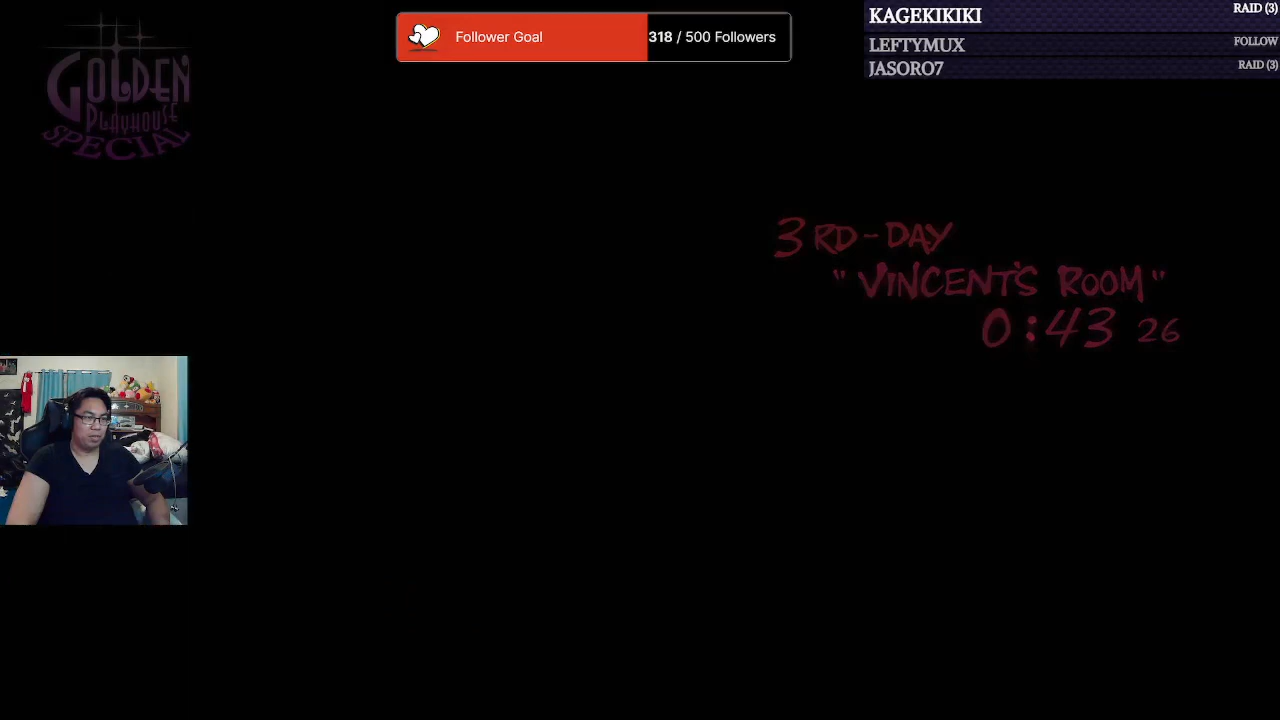 GOLDEN
PLAYHOUSE
SPECIAL
Follower Goal
318 / 500 Followers
KAGEKIKIKI RAID (3)
LEFTYMUX FOLLOW
JASORO7 RAID (3)
3RD-DAY
"VINCENT'S ROOM"
0:43 26